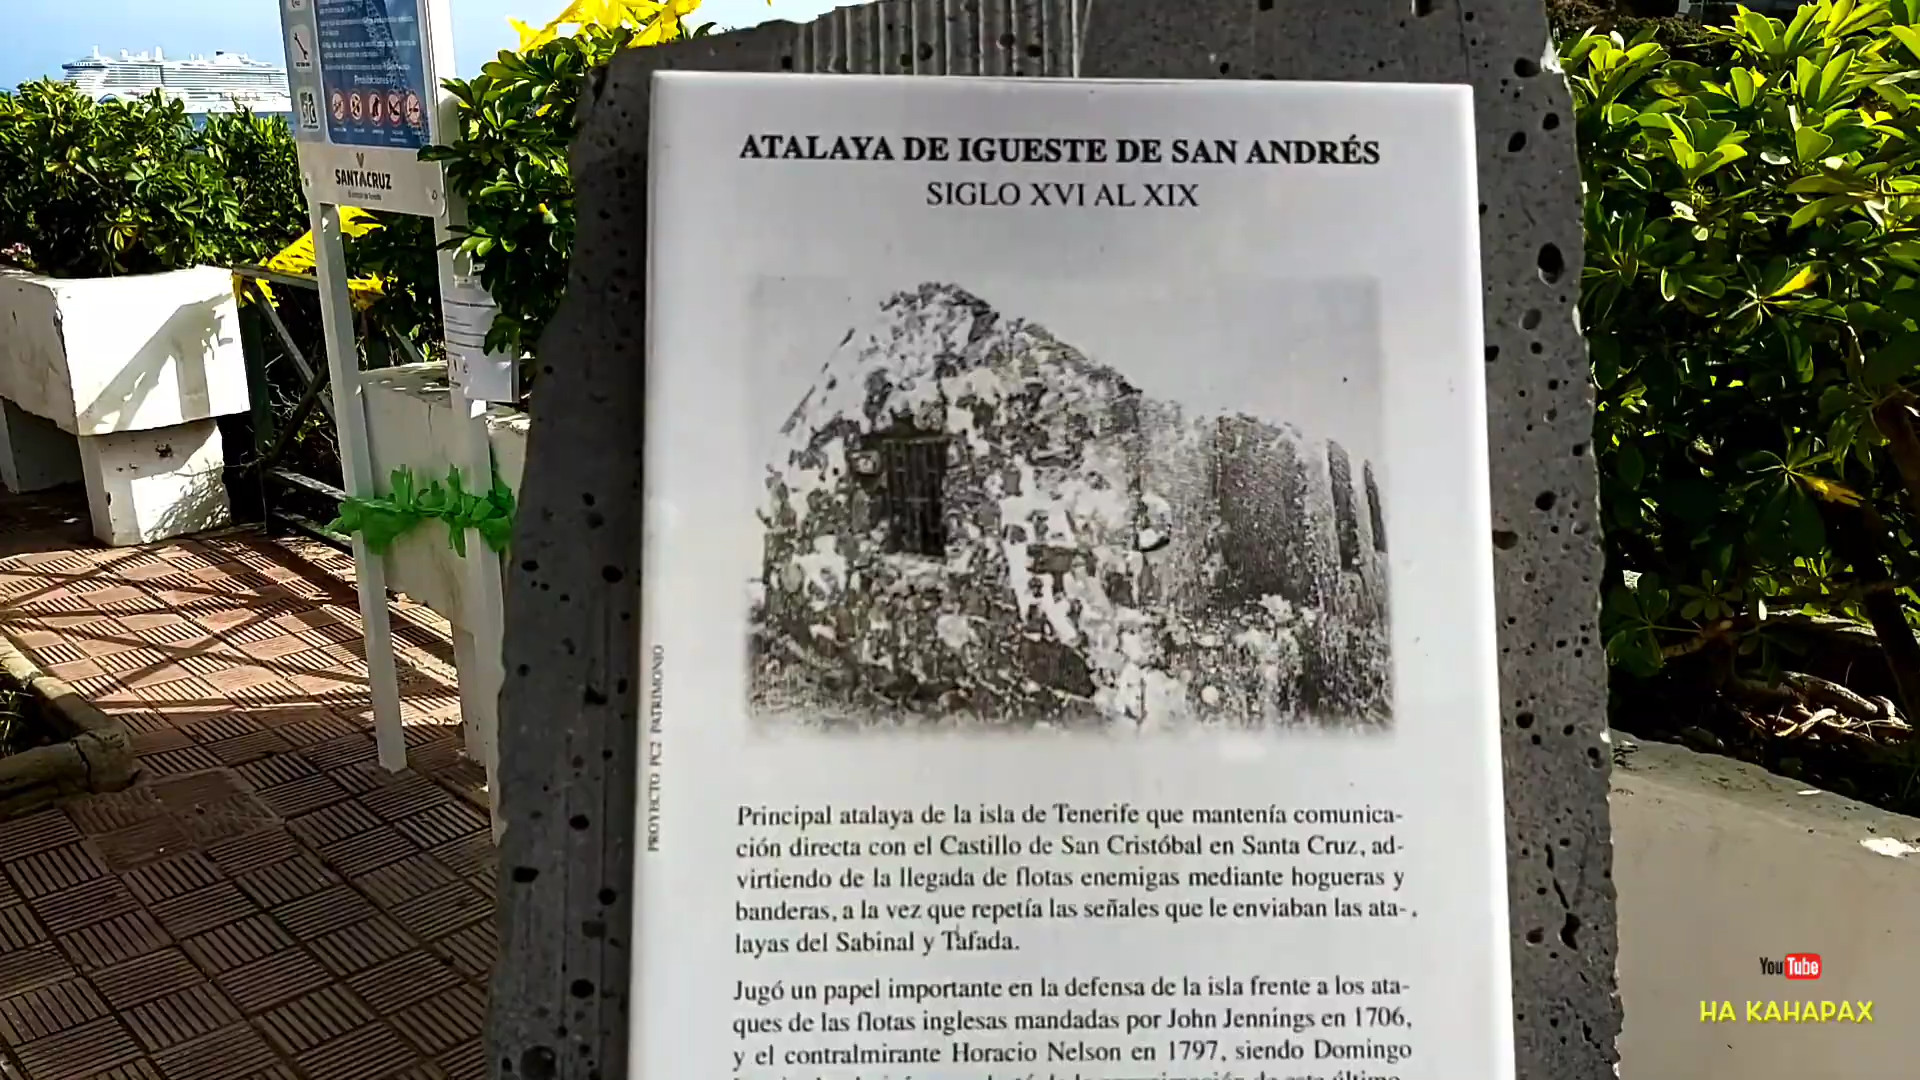 Prohibiciones
SANTACRUZ
ATALAYA DE IGUESTE DE SAN ANDRÉS
SIGLO XVI AL XIX
PROYECTO PC2 PATRIMONIO
Principal atalaya de la isla de Tenerife que mantenía comunica-
ción directa con el Castillo de San Cristóbal en Santa Cruz, ad-
virtiendo de la llegada de flotas enemigas mediante hogueras y
banderas, a la vez que repetía las señales que le enviaban las ata-
layas del Sabinal y Tafada.
Jugó un papel importante en la defensa de la isla frente a los ata-
ques de las flotas inglesas mandadas por John Jennings en 1706,
y el contralmirante Horacio Nelson en 1797, siendo Domingo
YouTube
НА КАНАРАХ